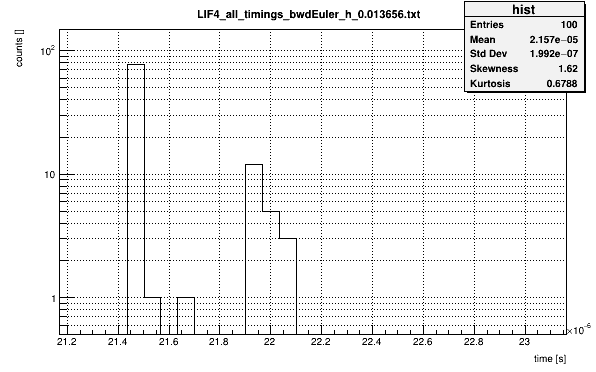 LIF4_all_timings_bwdEuler_h_0.013656.txt
hist
Entries 100
Mean 2.157e−05
Std Dev 1.992e−07
Skewness 1.62
Kurtosis 0.6788
counts []
10²
10
1
21.2 21.4 21.6 21.8 22 22.2 22.4 22.6 22.8 23
×10⁻⁶
time [s]